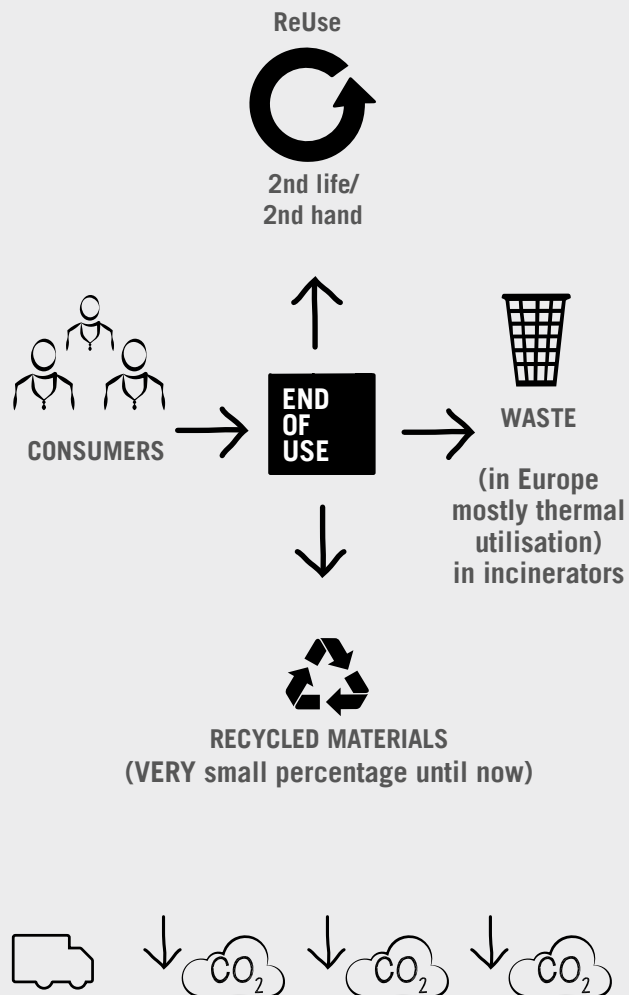 ReUse
2nd life/
2nd hand
END
OF
USE
CONSUMERS
WASTE
(in Europe
mostly thermal
utilisation)
in incinerators
RECYCLED MATERIALS
(VERY small percentage until now)
CO₂
CO₂
CO₂